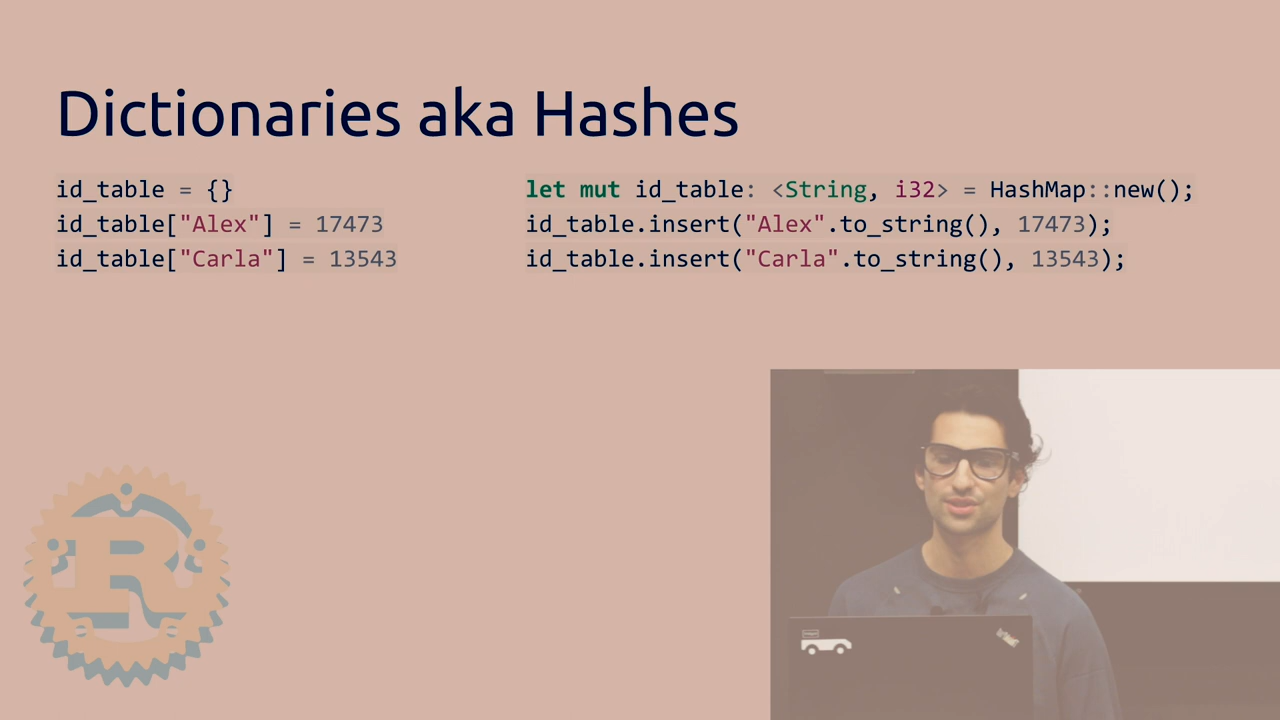 Dictionaries aka Hashes
id_table = {}
id_table["Alex"] = 17473
id_table["Carla"] = 13543
let mut id_table: <String, i32> = HashMap::new();
id_table.insert("Alex".to_string(), 17473);
id_table.insert("Carla".to_string(), 13543);
R